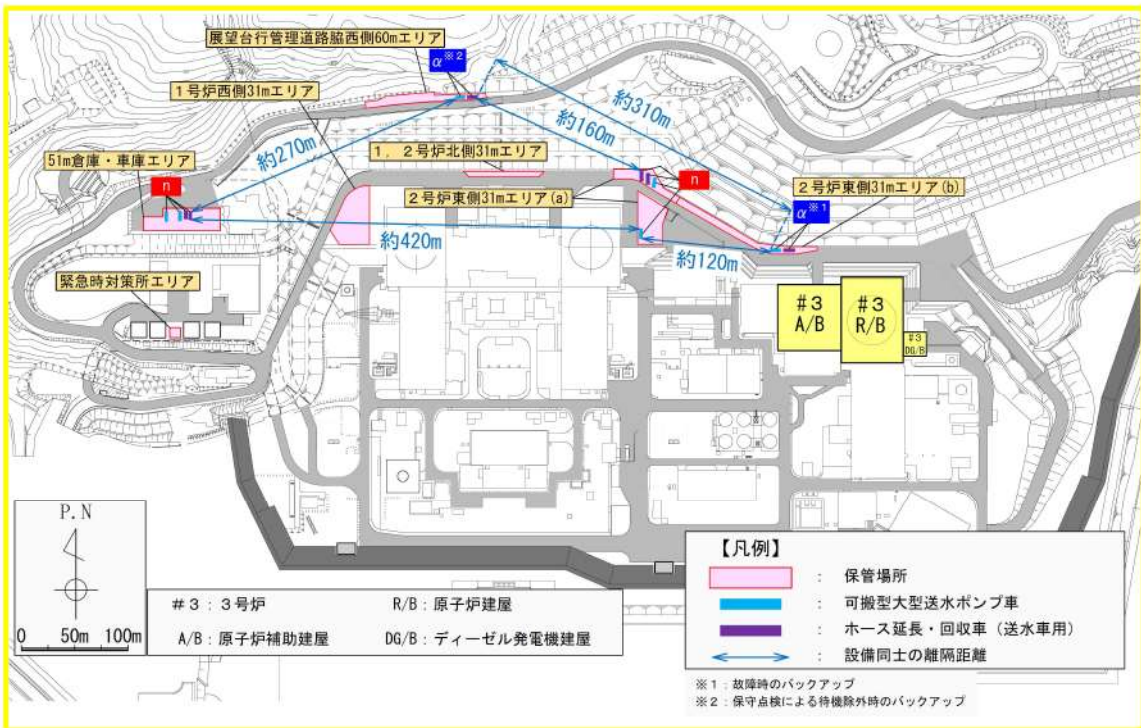 展望台行管理道路脇西側60mエリア
α※2
1号炉西側31mエリア
約310m
約160m
約270m
1，2号炉北側31mエリア
51m倉庫・車庫エリア
n
n
2号炉東側31mエリア(a)
2号炉東側31mエリア(b)
α※1
約420m
約120m
緊急時対策所エリア
#3
A/B
#3
R/B
#3
DG/B
P.N
0 50m 100m
#3：3号炉
R/B：原子炉建屋
A/B：原子炉補助建屋
DG/B：ディーゼル発電機建屋
【凡例】
： 保管場所
： 可搬型大型送水ポンプ車
： ホース延長・回収車（送水車用）
： 設備同士の離隔距離
※1：故障時のバックアップ
※2：保守点検による待機除外時のバックアップ